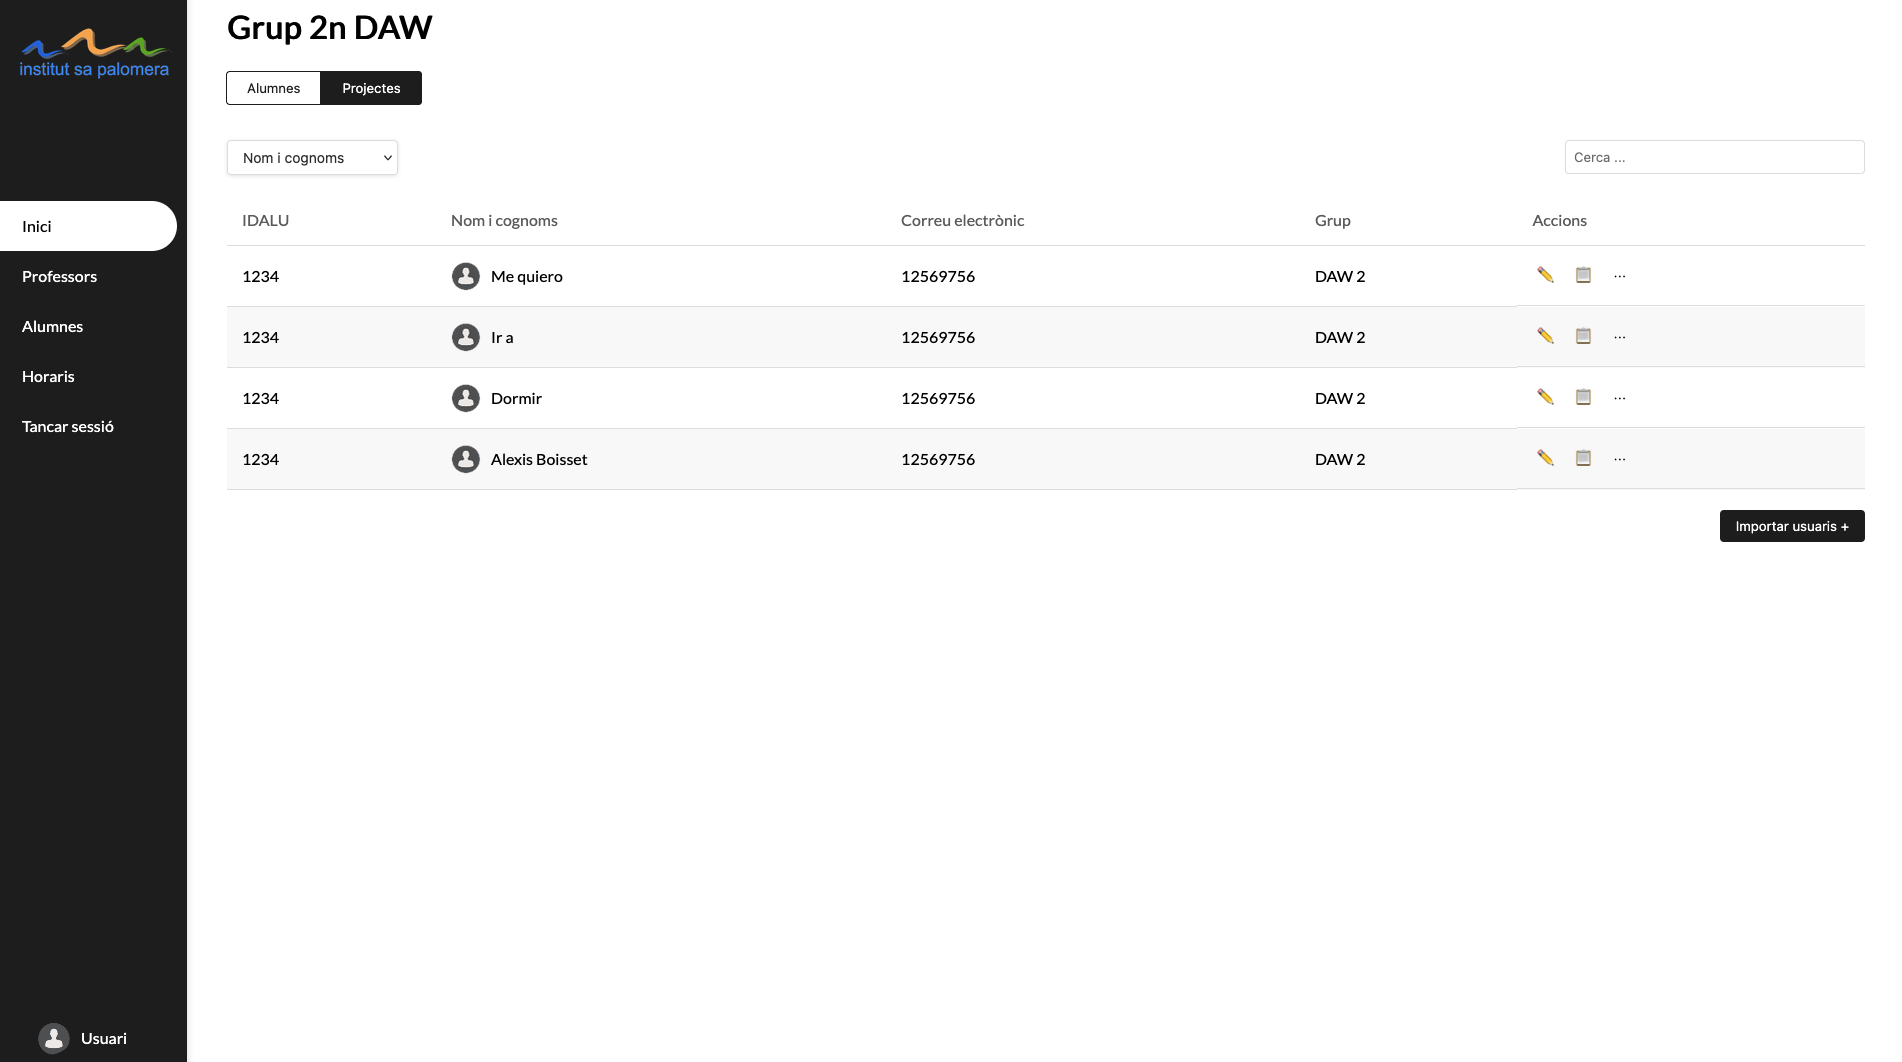 institut sa palomera
Inici
Professors
Alumnes
Horaris
Tancar sessió
Usuari
Grup 2n DAW
Alumnes Projectes
Nom i cognoms Cerca ...
IDALU Nom i cognoms Correu electrònic Grup Accions
1234 Me quiero 12569756 DAW 2 ...
1234 Ir a 12569756 DAW 2 ...
1234 Dormir 12569756 DAW 2 ...
1234 Alexis Boisset 12569756 DAW 2 ...
Importar usuaris +